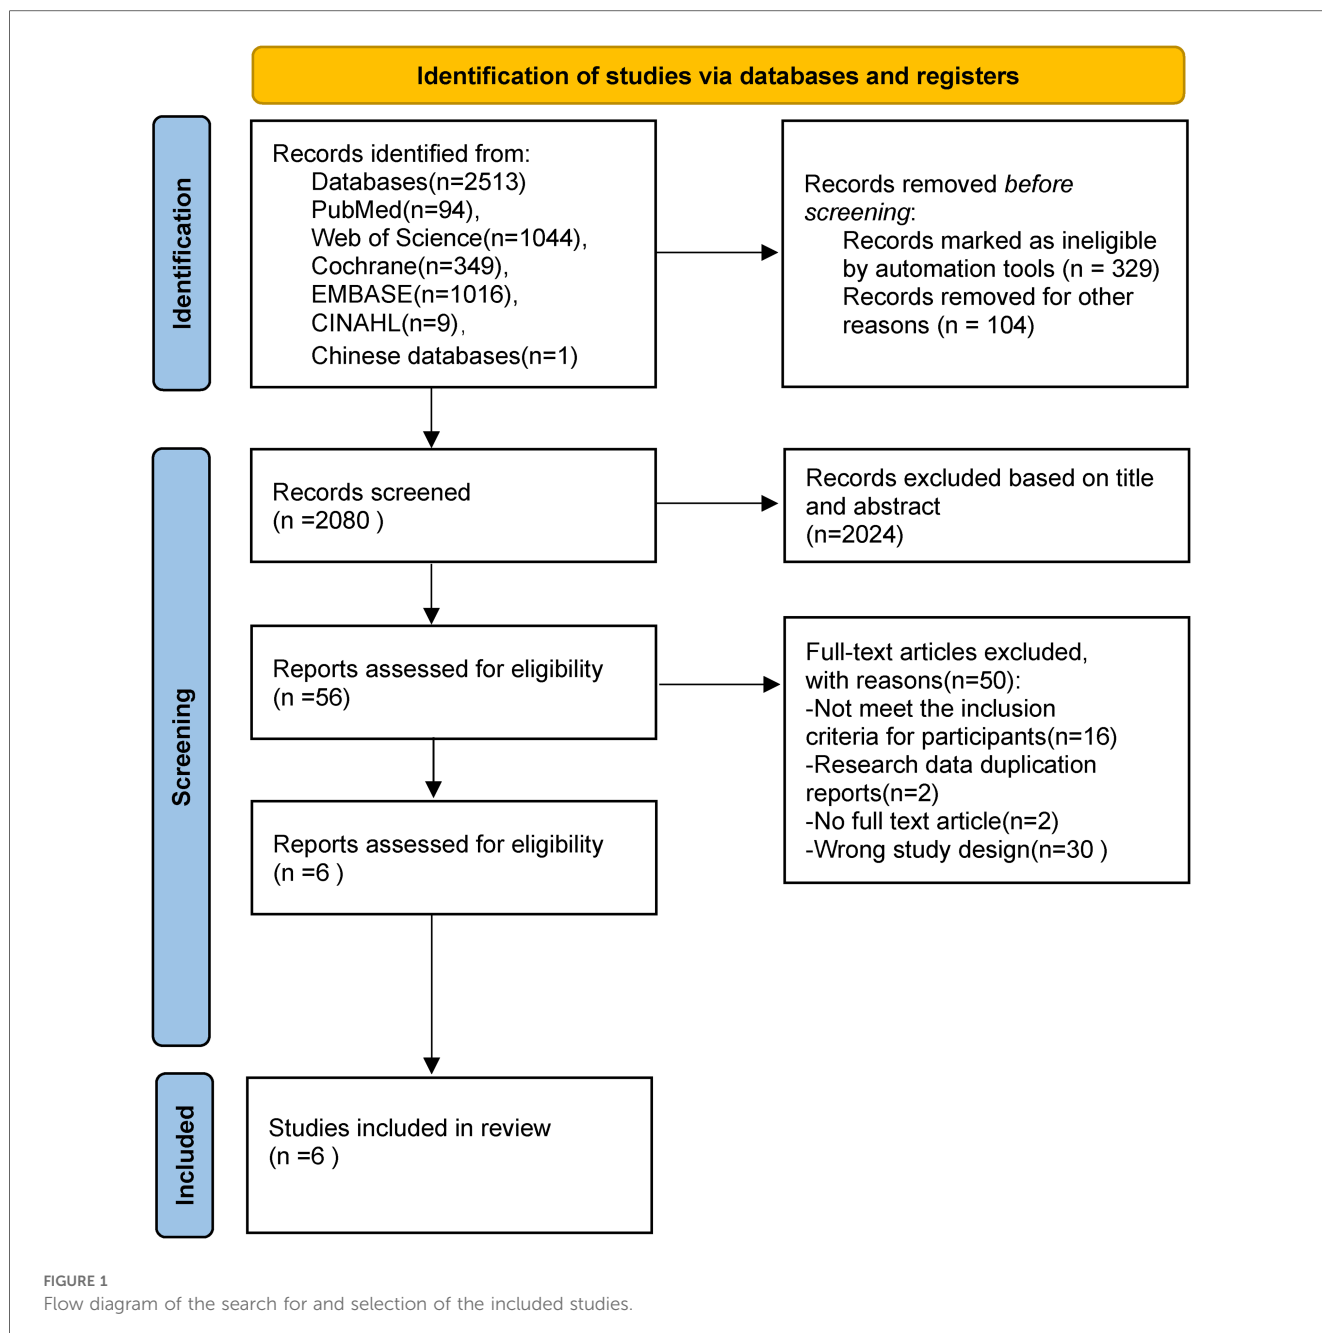 Identification of studies via databases and registers
Identification
Records identified from:
Databases(n=2513)
PubMed(n=94),
Web of Science(n=1044),
Cochrane(n=349),
EMBASE(n=1016),
CINAHL(n=9),
Chinese databases(n=1)
Records removed before
screening:
Records marked as ineligible
by automation tools (n = 329)
Records removed for other
reasons (n = 104)
Screening
Records screened
(n =2080 )
Records excluded based on title
and abstract
(n=2024)
Reports assessed for eligibility
(n =56)
Full-text articles excluded,
with reasons(n=50):
-Not meet the inclusion
criteria for participants(n=16)
-Research data duplication
reports(n=2)
-No full text article(n=2)
-Wrong study design(n=30 )
Reports assessed for eligibility
(n =6 )
Included
Studies included in review
(n =6 )
FIGURE 1
Flow diagram of the search for and selection of the included studies.